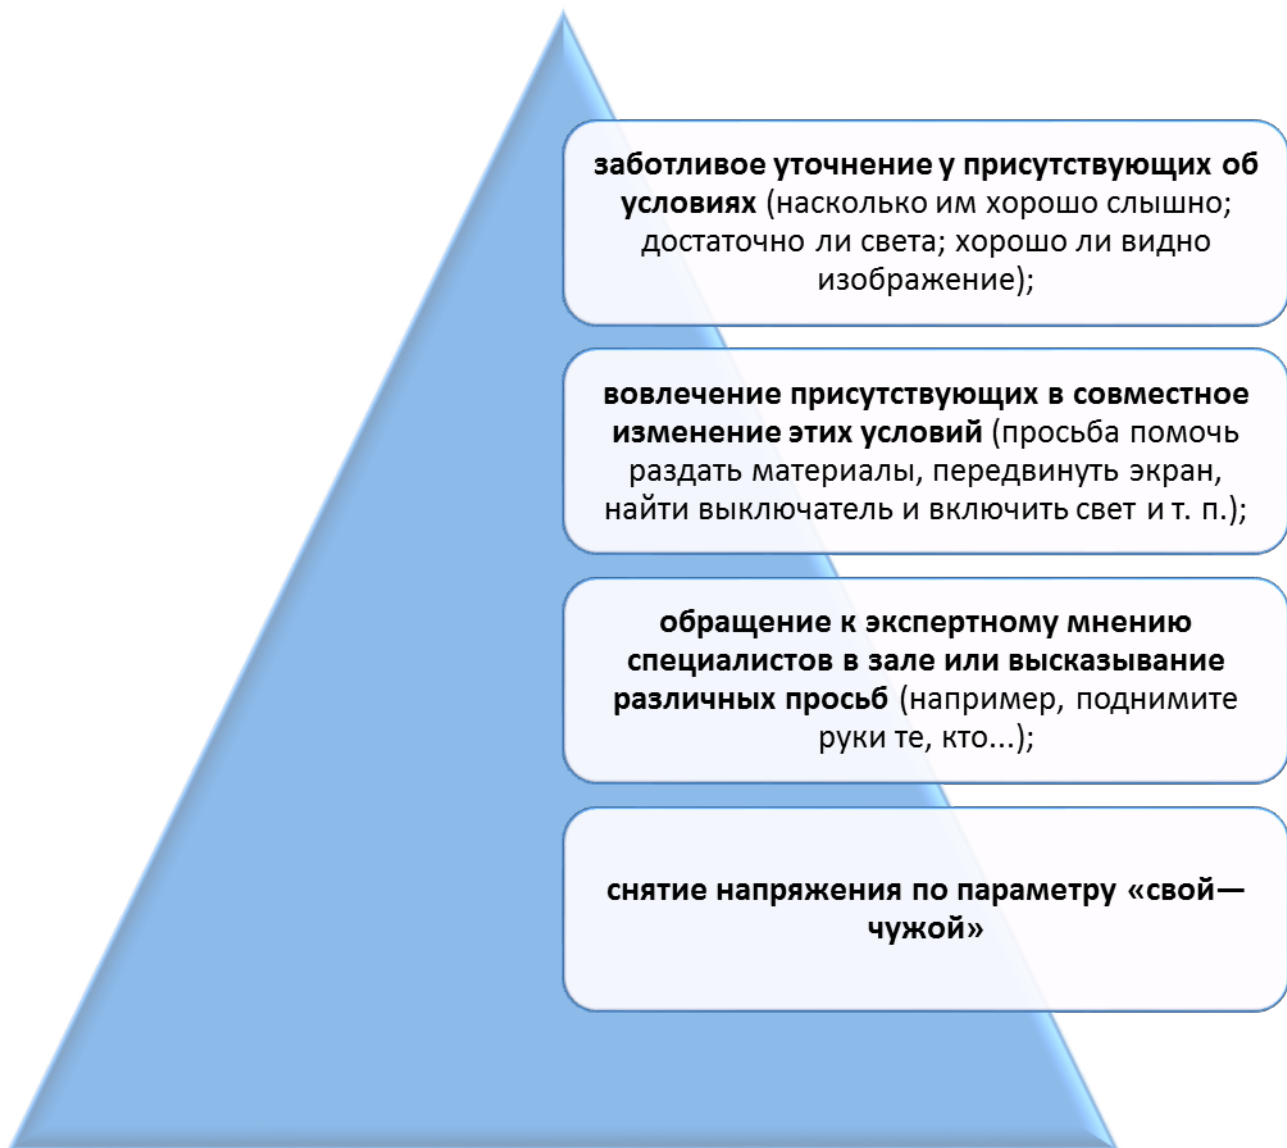 заботливое уточнение у присутствующих об
условиях (насколько им хорошо слышно;
достаточно ли света; хорошо ли видно
изображение);
вовлечение присутствующих в совместное
изменение этих условий (просьба помочь
раздать материалы, передвинуть экран,
найти выключатель и включить свет и т. п.);
обращение к экспертному мнению
специалистов в зале или высказывание
различных просьб (например, поднимите
руки те, кто...);
снятие напряжения по параметру «свой—
чужой»